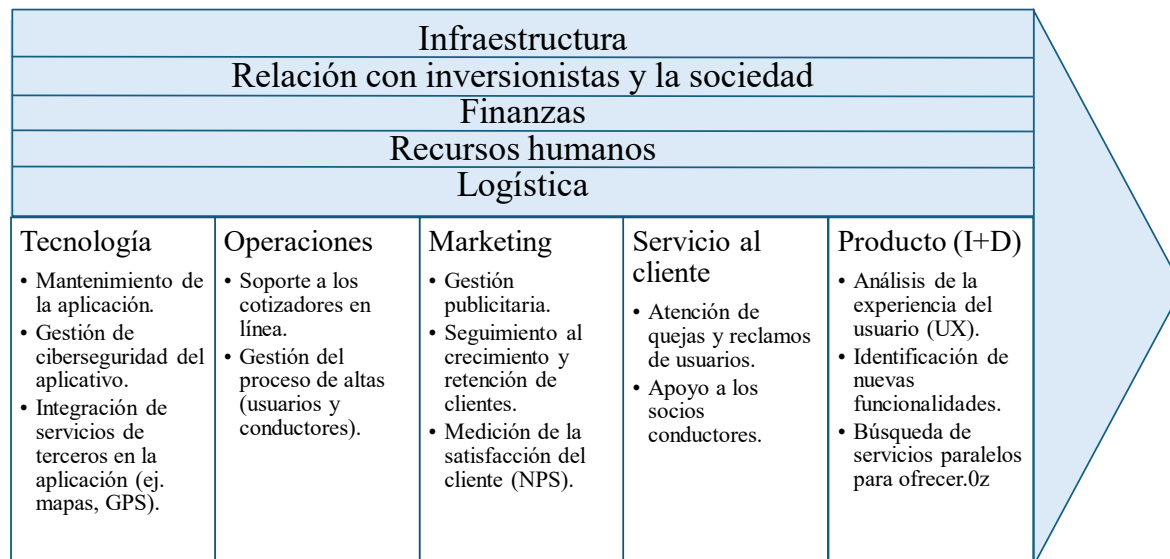 Infraestructura
Relación con inversionistas y la sociedad
Finanzas
Recursos humanos
Logística
Tecnología
• Mantenimiento de
la aplicación.
• Gestión de
ciberseguridad del
aplicativo.
• Integración de
servicios de
terceros en la
aplicación (ej.
mapas, GPS).
Operaciones
• Soporte a los
cotizadores en
línea.
• Gestión del
proceso de altas
(usuarios y
conductores).
Marketing
• Gestión
publicitaria.
• Seguimiento al
crecimiento y
retención de
clientes.
• Medición de la
satisfacción del
cliente (NPS).
Servicio al
cliente
• Atención de
quejas y reclamos
de usuarios.
• Apoyo a los
socios
conductores.
Producto (I+D)
• Análisis de la
experiencia del
usuario (UX).
• Identificación de
nuevas
funcionalidades.
• Búsqueda de
servicios paralelos
para ofrecer.0z